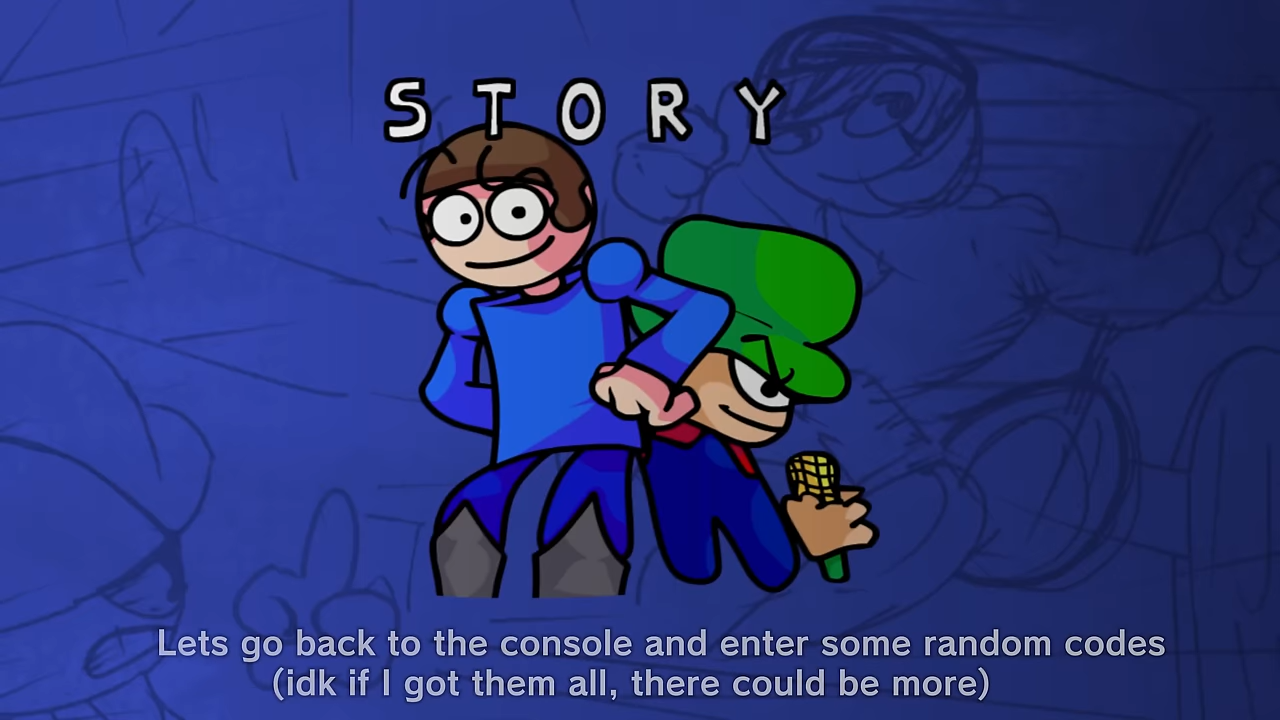 STORY
Lets go back to the console and enter some random codes
(idk if I got them all, there could be more)